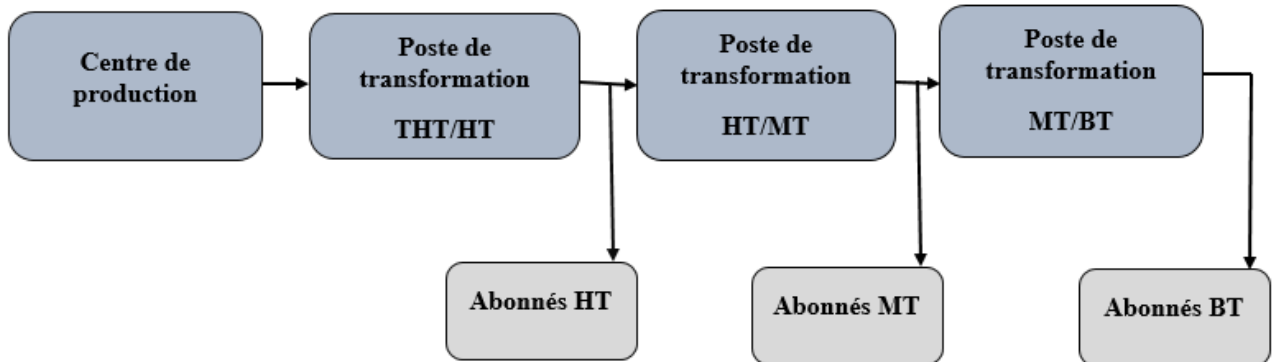 Centre de
production
Poste de
transformation
THT/HT
Poste de
transformation
HT/MT
Poste de
transformation
MT/BT
Abonnés HT
Abonnés MT
Abonnés BT